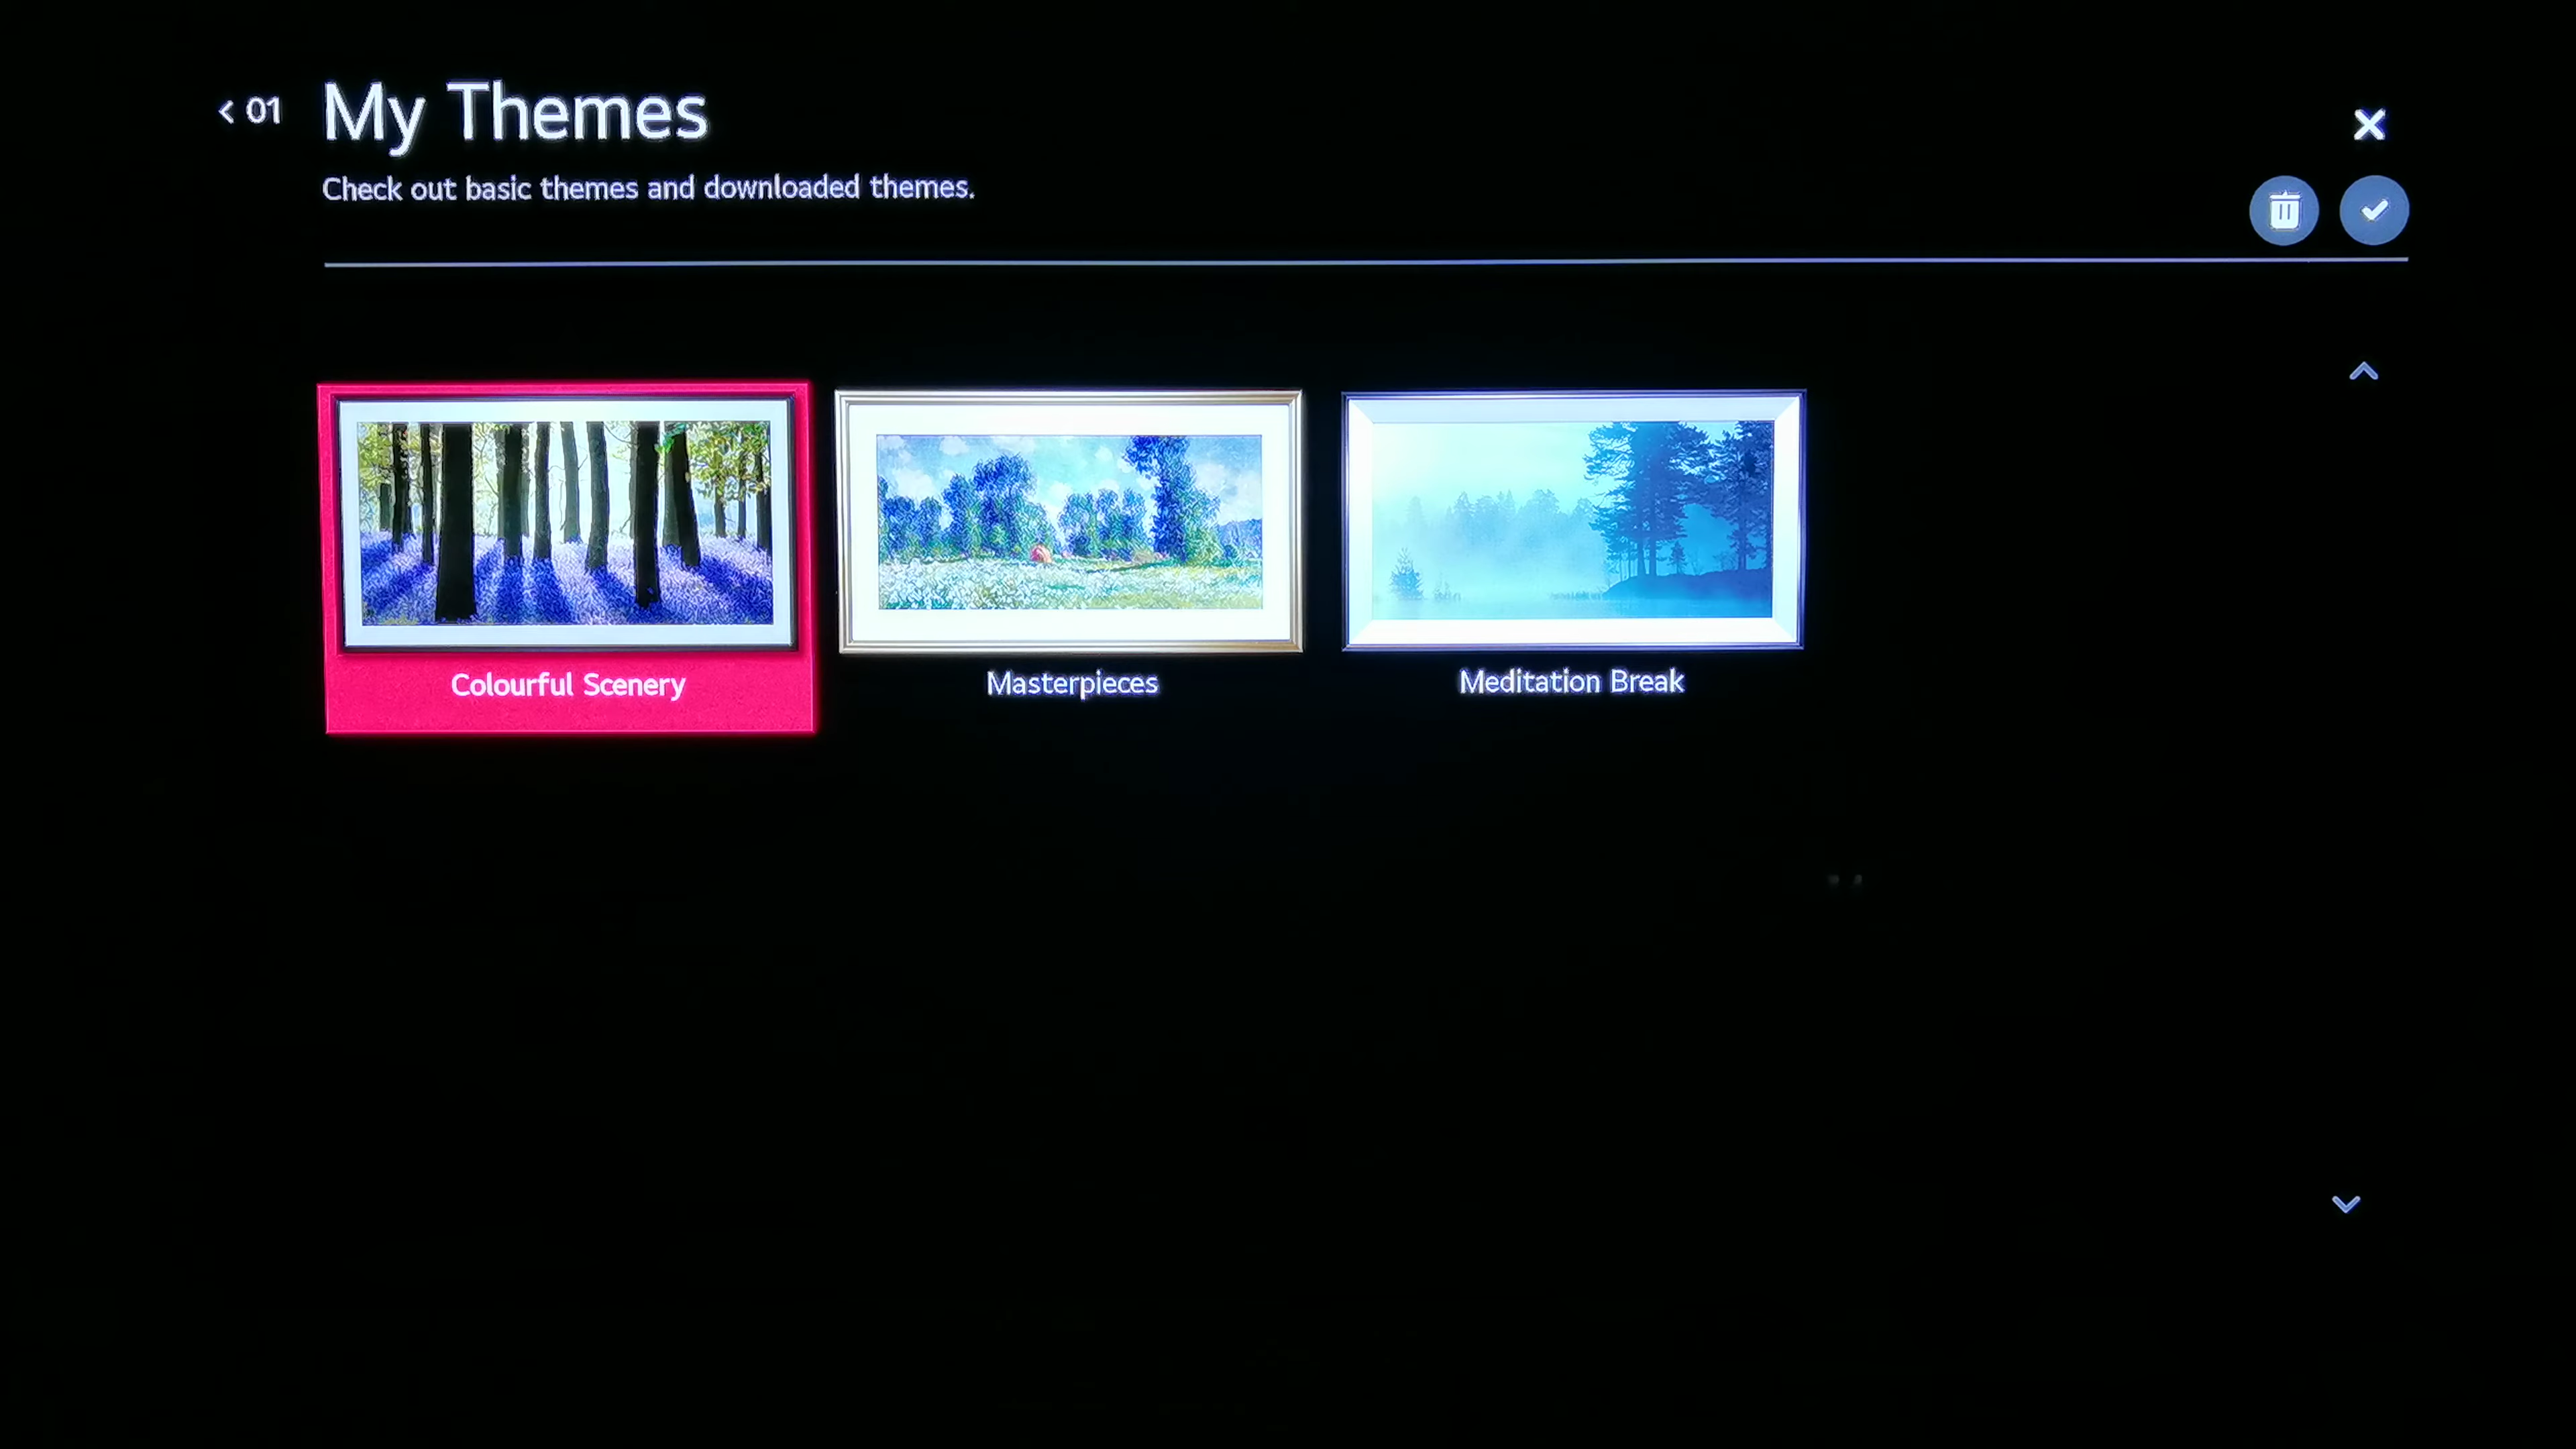 01
My Themes
Check out basic themes and downloaded themes.
Colourful Scenery
Masterpieces
Meditation Break